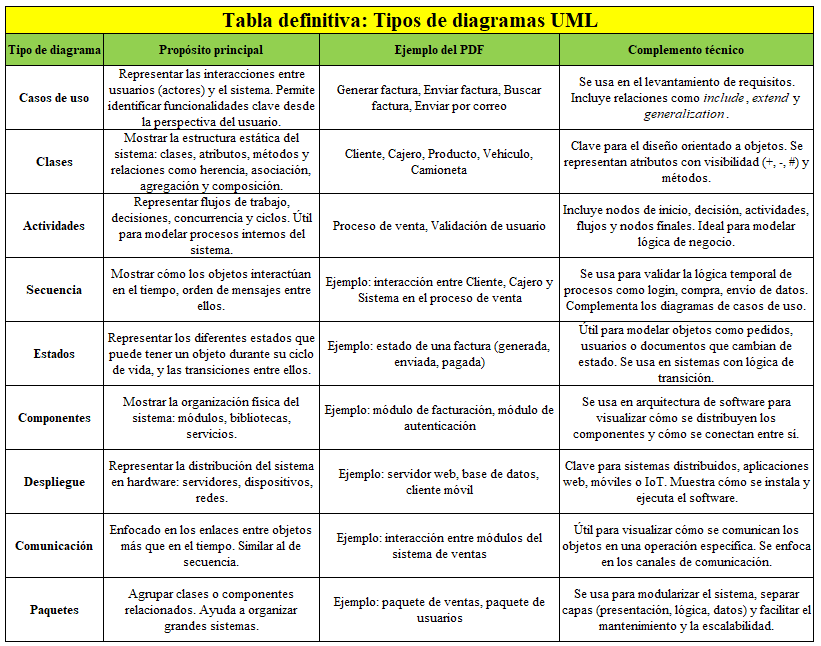 Tabla definitiva: Tipos de diagramas UML
Tipo de diagrama
Propósito principal
Ejemplo del PDF
Complemento técnico
Casos de uso
Representar las interacciones entre
usuarios (actores) y el sistema. Permite
identificar funcionalidades clave desde
la perspectiva del usuario.
Generar factura, Enviar factura, Buscar
factura, Enviar por correo
Se usa en el levantamiento de requisitos.
Incluye relaciones como include, extend y
generalization.
Clases
Mostrar la estructura estática del
sistema: clases, atributos, métodos y
relaciones como herencia, asociación,
agregación y composición.
Cliente, Cajero, Producto, Vehículo,
Camioneta
Clave para el diseño orientado a objetos. Se
representan atributos con visibilidad (+, -, #) y
métodos.
Actividades
Representar flujos de trabajo,
decisiones, concurrencia y ciclos. Útil
para modelar procesos internos del
sistema.
Proceso de venta, Validación de usuario
Incluye nodos de inicio, decisión, actividades,
flujos y nodos finales. Ideal para modelar
lógica de negocio.
Secuencia
Mostrar cómo los objetos interactúan
en el tiempo, orden de mensajes entre
ellos.
Ejemplo: interacción entre Cliente, Cajero y
Sistema en el proceso de venta
Se usa para validar la lógica temporal de
procesos como login, compra, envío de datos.
Complementa los diagramas de casos de uso.
Estados
Representar los diferentes estados que
puede tener un objeto durante su ciclo
de vida, y las transiciones entre ellos.
Ejemplo: estado de una factura (generada,
enviada, pagada)
Útil para modelar objetos como pedidos,
usuarios o documentos que cambian de
estado. Se usa en sistemas con lógica de
transición.
Componentes
Mostrar la organización física del
sistema: módulos, bibliotecas,
servicios.
Ejemplo: módulo de facturación, módulo de
autenticación
Se usa en arquitectura de software para
visualizar cómo se distribuyen los
componentes y cómo se conectan entre sí.
Despliegue
Representar la distribución del sistema
en hardware: servidores, dispositivos,
redes.
Ejemplo: servidor web, base de datos,
cliente móvil
Clave para sistemas distribuidos, aplicaciones
web, móviles o IoT. Muestra cómo se instala y
ejecuta el software.
Comunicación
Enfocado en los enlaces entre objetos
más que en el tiempo. Similar al de
secuencia.
Ejemplo: interacción entre módulos del
sistema de ventas
Útil para visualizar cómo se comunican los
objetos en una operación específica. Se enfoca
en los canales de comunicación.
Paquetes
Agrupar clases o componentes
relacionados. Ayuda a organizar
grandes sistemas.
Ejemplo: paquete de ventas, paquete de
usuarios
Se usa para modularizar el sistema, separar
capas (presentación, lógica, datos) y facilitar el
mantenimiento y la escalabilidad.